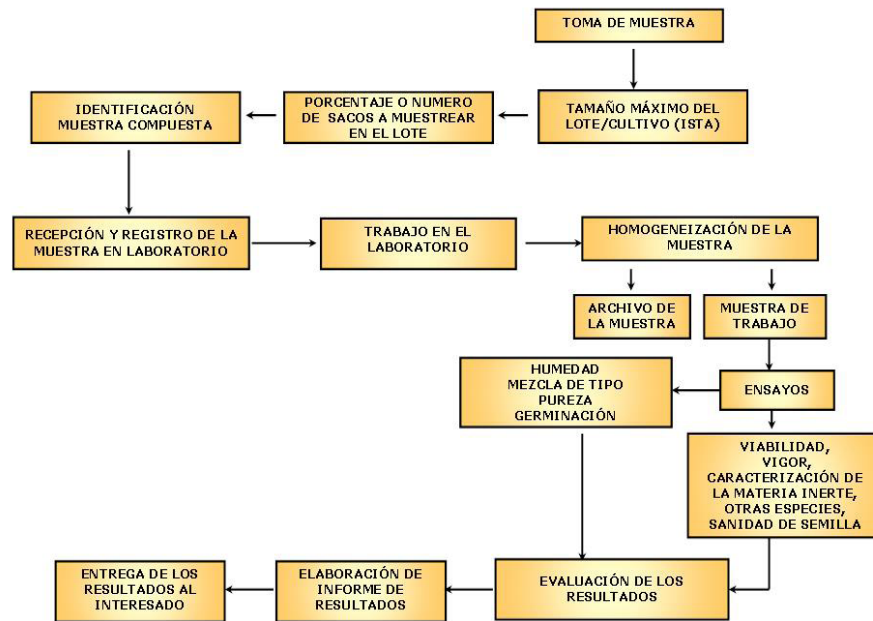 TOMA DE MUESTRA
TAMAÑO MÁXIMO DEL
LOTE/CULTIVO (ISTA)
PORCENTAJE O NUMERO
DE SACOS A MUESTREAR
EN EL LOTE
IDENTIFICACIÓN
MUESTRA COMPUESTA
RECEPCIÓN Y REGISTRO DE LA
MUESTRA EN LABORATORIO
TRABAJO EN EL
LABORATORIO
HOMOGENEIZACIÓN DE LA
MUESTRA
ARCHIVO DE
LA MUESTRA
MUESTRA DE
TRABAJO
ENSAYOS
HUMEDAD
MEZCLA DE TIPO
PUREZA
GERMINACIÓN
VIABILIDAD,
VIGOR,
CARACTERIZACIÓN DE
LA MATERIA INERTE,
OTRAS ESPECIES,
SANIDAD DE SEMILLA
EVALUACIÓN DE LOS
RESULTADOS
ELABORACIÓN DE
INFORME DE
RESULTADOS
ENTREGA DE LOS
RESULTADOS AL
INTERESADO